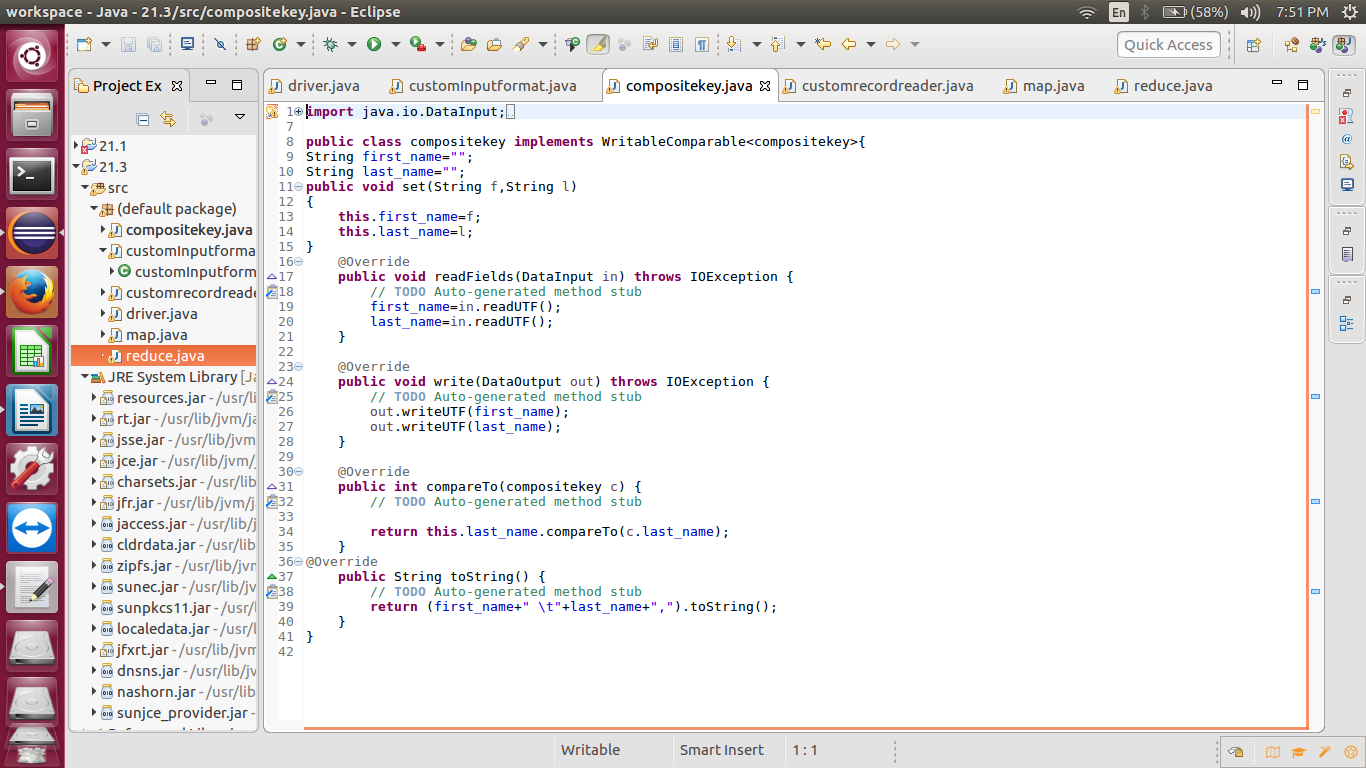 workspace - Java - 21.3/src/compositekey.java - Eclipse
En
(58%)
7:51 PM
Quick Access
Project Ex
driver.java
customInputformat.java
compositekey.java
customrecordreader.java
map.java
reduce.java
21.1
21.3
src
(default package)
compositekey.java
customInputforma
customInputform
customrecordreade
driver.java
map.java
reduce.java
JRE System Library [Ja
resources.jar - /usr/li
rt.jar - /usr/lib/jvm/ja
jsse.jar - /usr/lib/jvm
jce.jar - /usr/lib/jvm/
charsets.jar - /usr/lib
jfr.jar - /usr/lib/jvm/j
jaccess.jar - /usr/lib/
cldrdata.jar - /usr/lib
zipfs.jar - /usr/lib/jvm
sunec.jar - /usr/lib/jv
sunpkcs11.jar - /usr/l
localedata.jar - /usr/l
jfxrt.jar - /usr/lib/jvm
dnsns.jar - /usr/lib/jv
nashorn.jar - /usr/lib
sunjce_provider.jar -
1 import java.io.DataInput;
7
8 public class compositekey implements WritableComparable<compositekey>{
9 String first_name="";
10 String last_name="";
11 public void set(String f,String l)
12 {
13 this.first_name=f;
14 this.last_name=l;
15 }
16 @Override
17 public void readFields(DataInput in) throws IOException {
18 // TODO Auto-generated method stub
19 first_name=in.readUTF();
20 last_name=in.readUTF();
21 }
22
23 @Override
24 public void write(DataOutput out) throws IOException {
25 // TODO Auto-generated method stub
26 out.writeUTF(first_name);
27 out.writeUTF(last_name);
28 }
29
30 @Override
31 public int compareTo(compositekey c) {
32 // TODO Auto-generated method stub
33
34 return this.last_name.compareTo(c.last_name);
35 }
36 @Override
37 public String toString() {
38 // TODO Auto-generated method stub
39 return (first_name+" \t"+last_name+",").toString();
40 }
41 }
42
Writable
Smart Insert
1 : 1